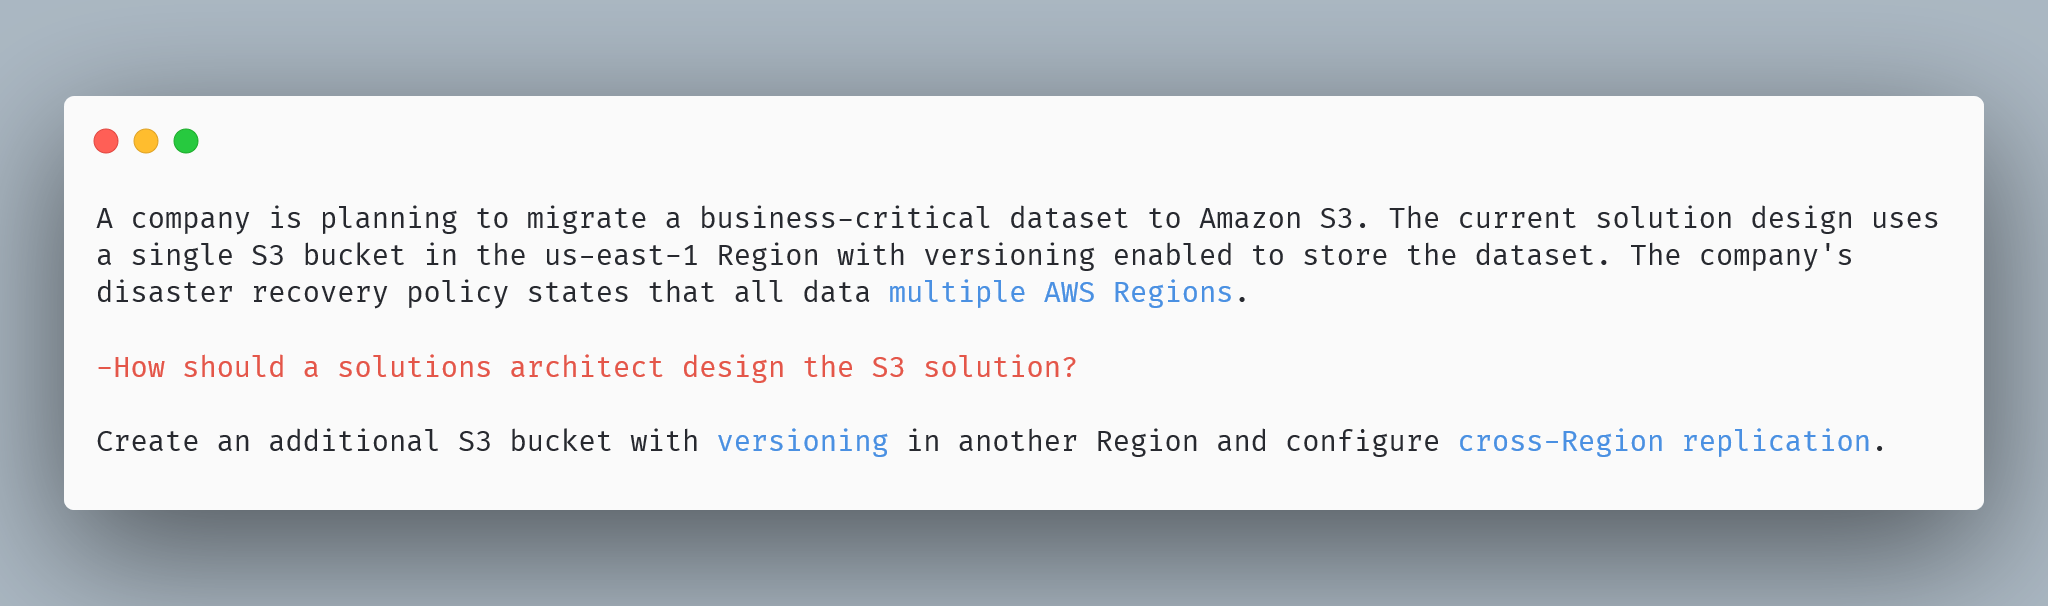 A company is planning to migrate a business-critical dataset to Amazon S3. The current solution design uses
a single S3 bucket in the us-east-1 Region with versioning enabled to store the dataset. The company's
disaster recovery policy states that all data multiple AWS Regions.
-How should a solutions architect design the S3 solution?
Create an additional S3 bucket with versioning in another Region and configure cross-Region replication.